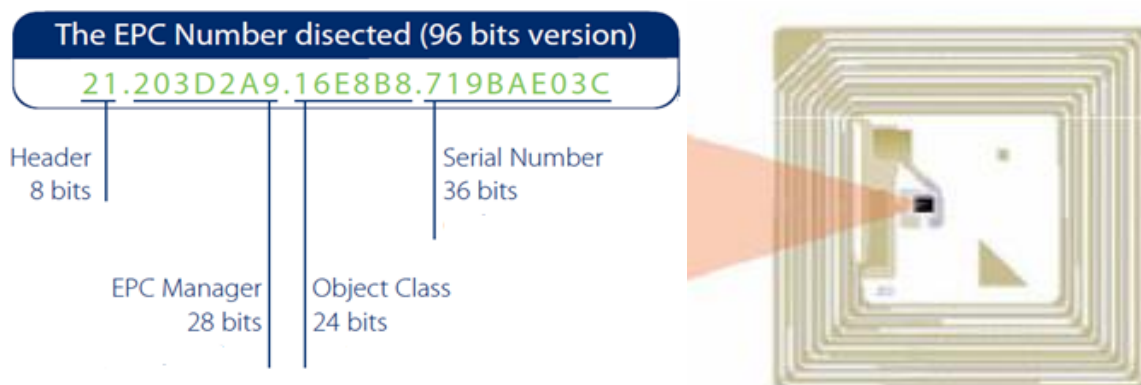 The EPC Number disected (96 bits version)
21.203D2A9.16E8B8.719BAE03C
Header
8 bits
Serial Number
36 bits
EPC Manager
28 bits
Object Class
24 bits